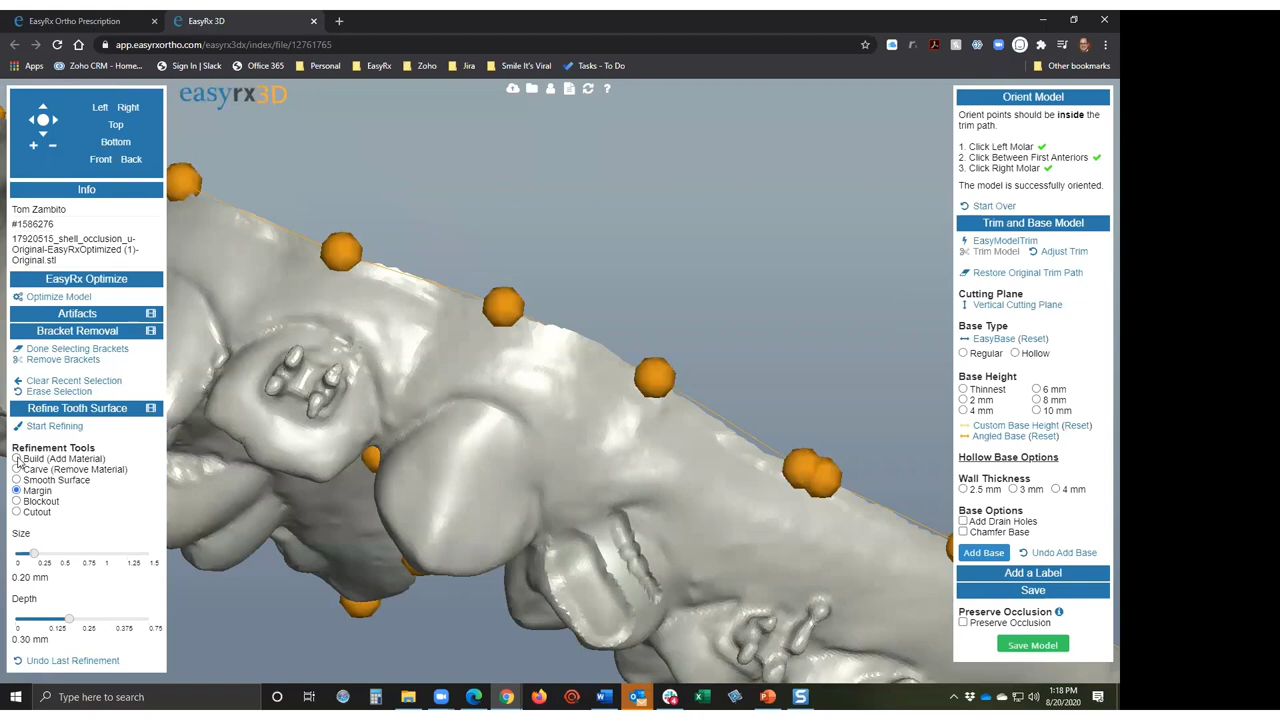 EasyRx Ortho Prescription
EasyRx 3D
app.easyrxortho.com/easyrx3dx/index/file/12761765
Apps
Zoho CRM - Home...
Sign In | Slack
Office 365
Personal
EasyRx
Zoho
Jira
Smile It's Viral
Tasks - To Do
Other bookmarks
easyrx3D
Left Right
Top
Bottom
Front Back
Info
Tom Zambito
#1586276
17920515_shell_occlusion_u-
Original-EasyRxOptimized (1)-
Original.stl
EasyRx Optimize
Optimize Model
Artifacts
Bracket Removal
Done Selecting Brackets
Remove Brackets
Clear Recent Selection
Erase Selection
Refine Tooth Surface
Start Refining
Refinement Tools
Build (Add Material)
Carve (Remove Material)
Smooth Surface
Margin
Blockout
Cutout
Size
0 0.25 0.5 0.75 1 1.25 1.5
0.20 mm
Depth
0 0.125 0.25 0.375 0.75
0.30 mm
Undo Last Refinement
Orient Model
Orient points should be inside the
trim path.
1. Click Left Molar
2. Click Between First Anteriors
3. Click Right Molar
The model is successfully oriented.
Start Over
Trim and Base Model
EasyModelTrim
Trim Model Adjust Trim
Restore Original Trim Path
Cutting Plane
Vertical Cutting Plane
Base Type
EasyBase (Reset)
Regular Hollow
Base Height
Thinnest 6 mm
2 mm 8 mm
4 mm 10 mm
Custom Base Height (Reset)
Angled Base (Reset)
Hollow Base Options
Wall Thickness
2.5 mm 3 mm 4 mm
Base Options
Add Drain Holes
Chamfer Base
Add Base Undo Add Base
Add a Label
Save
Preserve Occlusion
Preserve Occlusion
Save Model
Type here to search
1:18 PM
8/20/2020